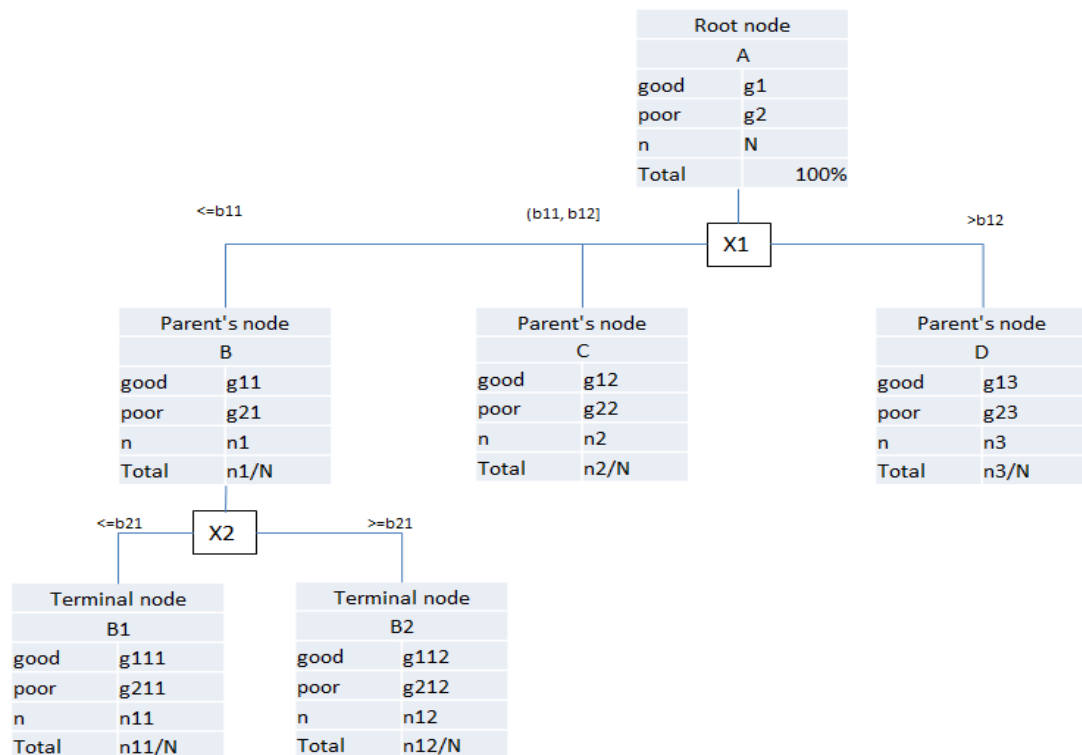 Root node
A
good g1
poor g2
n N
Total 100%
<=b11
(b11, b12]
>b12
X1
Parent's node
B
good g11
poor g21
n n1
Total n1/N
Parent's node
C
good g12
poor g22
n n2
Total n2/N
Parent's node
D
good g13
poor g23
n n3
Total n3/N
<=b21
>=b21
X2
Terminal node
B1
good g111
poor g211
n n11
Total n11/N
Terminal node
B2
good g112
poor g212
n n12
Total n12/N